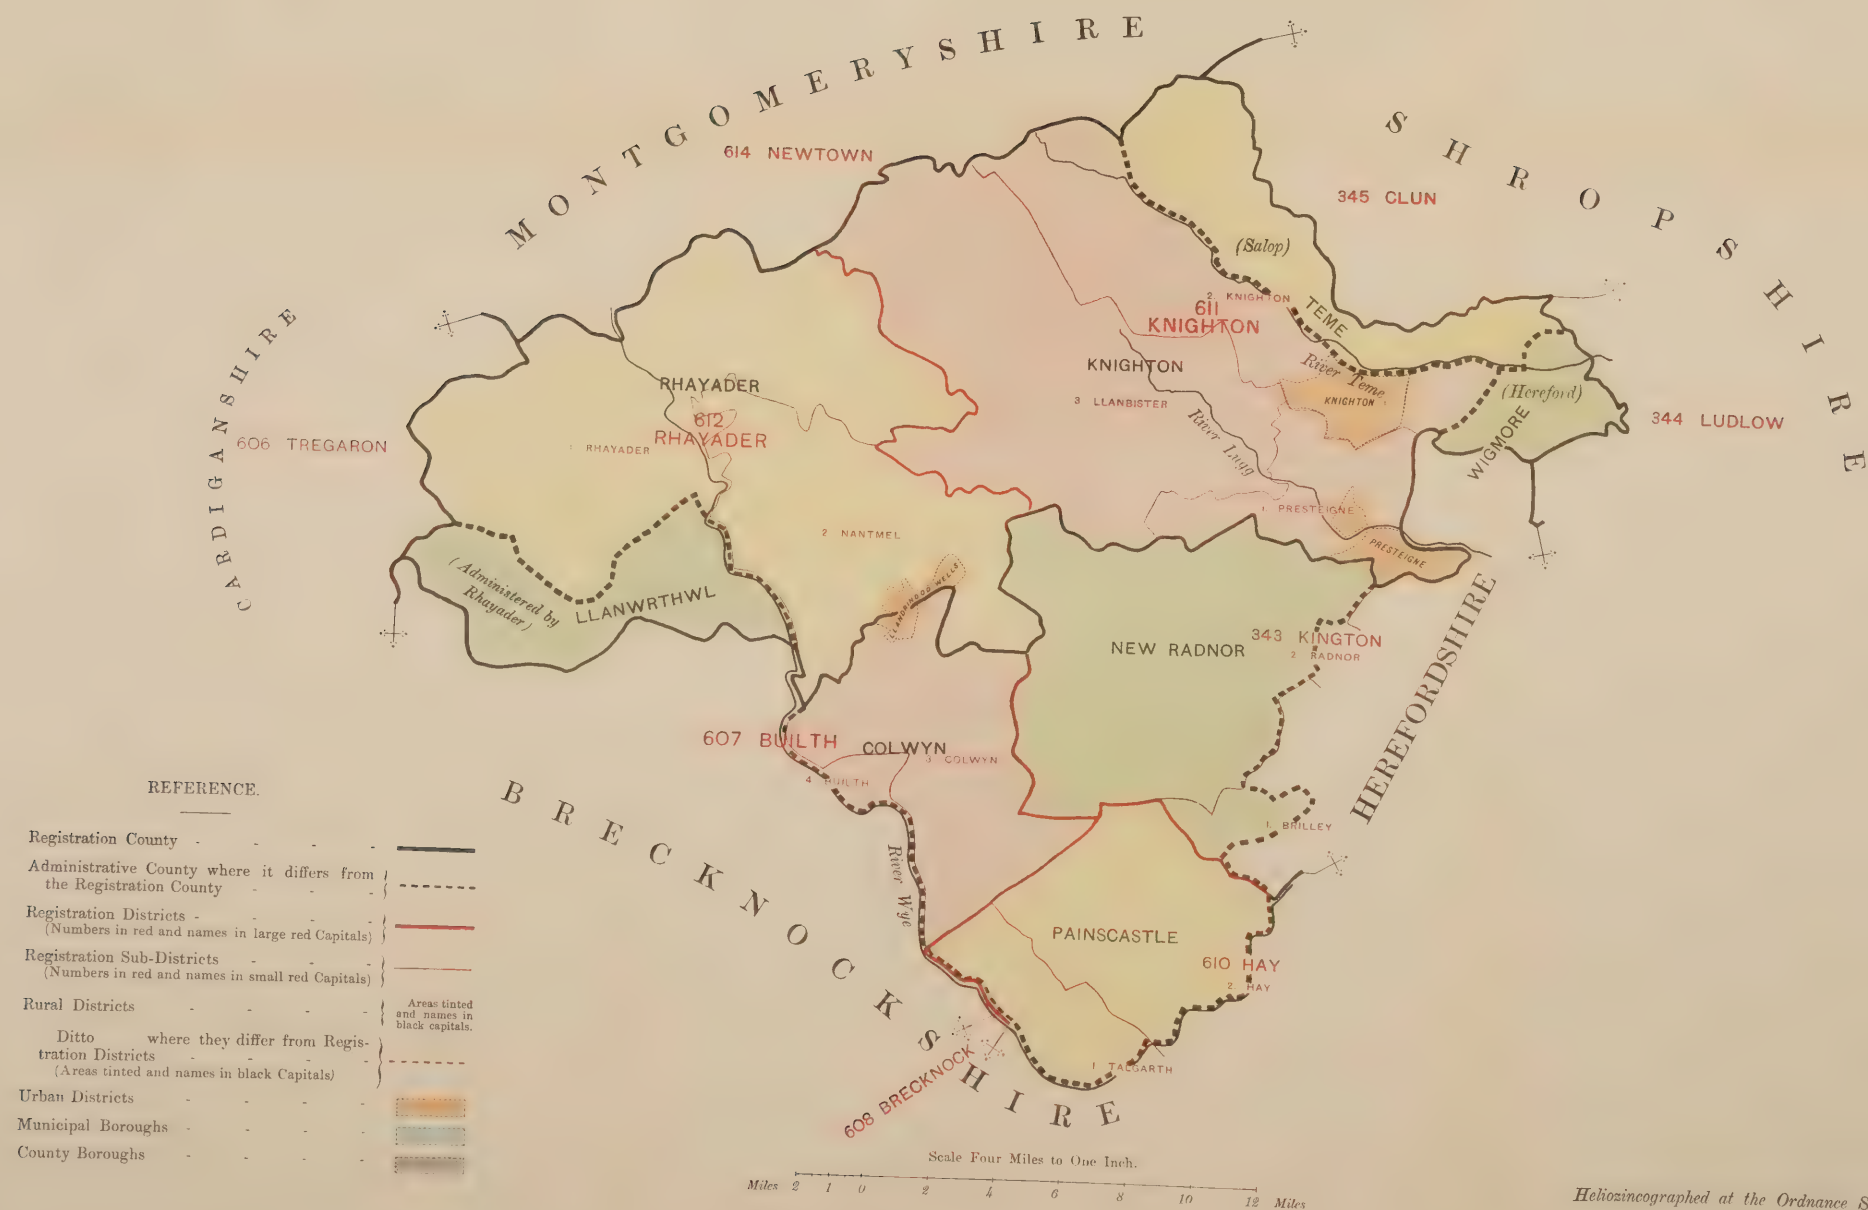 MONTGOMERYSHIRE
SHROPSHIRE
614 NEWTOWN
345 CLUN
(Salop)
2. KNIGHTON
611
KNIGHTON
TEME
CARDIGANSHIRE
KNIGHTON
River Teme
(Hereford)
RHAYADER
KNIGHTON
3 LLANBISTER
612
RHAYADER
River Lugg
344 LUDLOW
606 TREGARON
1 RHAYADER
WIGMORE
1. PRESTEIGNE
2 NANTMEL
PRESTEIGNE
(Administered by
Rhayader)
LLANWRTHWL
LLANDRINDOD WELLS
NEW RADNOR
343 KINGTON
2 RADNOR
HEREFORDSHIRE
607 BUILTH
COLWYN
3 COLWYN
4 BUILTH
BRECKNOCKSHIRE
1. BRILLEY
River Wye
PAINSCASTLE
610 HAY
2. HAY
1 TALGARTH
608 BRECKNOCK
REFERENCE.
Registration County - - - -
Administrative County where it differs from
the Registration County - - -
Registration Districts - - - -
(Numbers in red and names in large red Capitals)
Registration Sub-Districts - - -
(Numbers in red and names in small red Capitals)
Rural Districts - - - -
Areas tinted
and names in
black capitals.
Ditto where they differ from Regis-
tration Districts - - - -
(Areas tinted and names in black Capitals)
Urban Districts - - - -
Municipal Boroughs - - - -
County Boroughs - - - -
Scale Four Miles to One Inch.
Miles 2 1 0 2 4 6 8 10 12 Miles
Heliozincographed at the Ordnance S